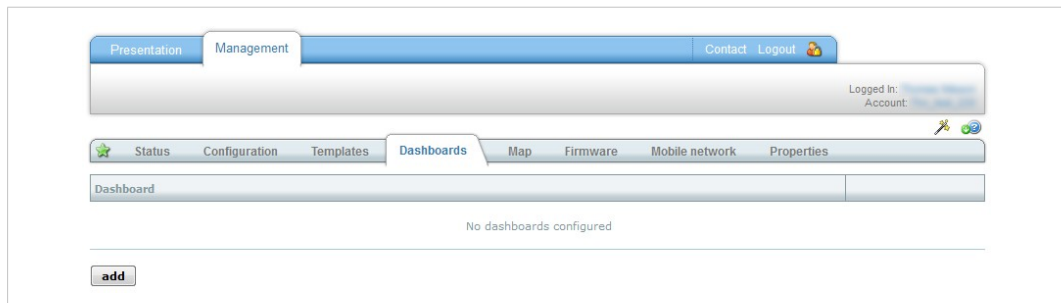 Presentation Management Contact Logout
Logged In:
Account:
Status Configuration Templates Dashboards Map Firmware Mobile network Properties
Dashboard
No dashboards configured
add